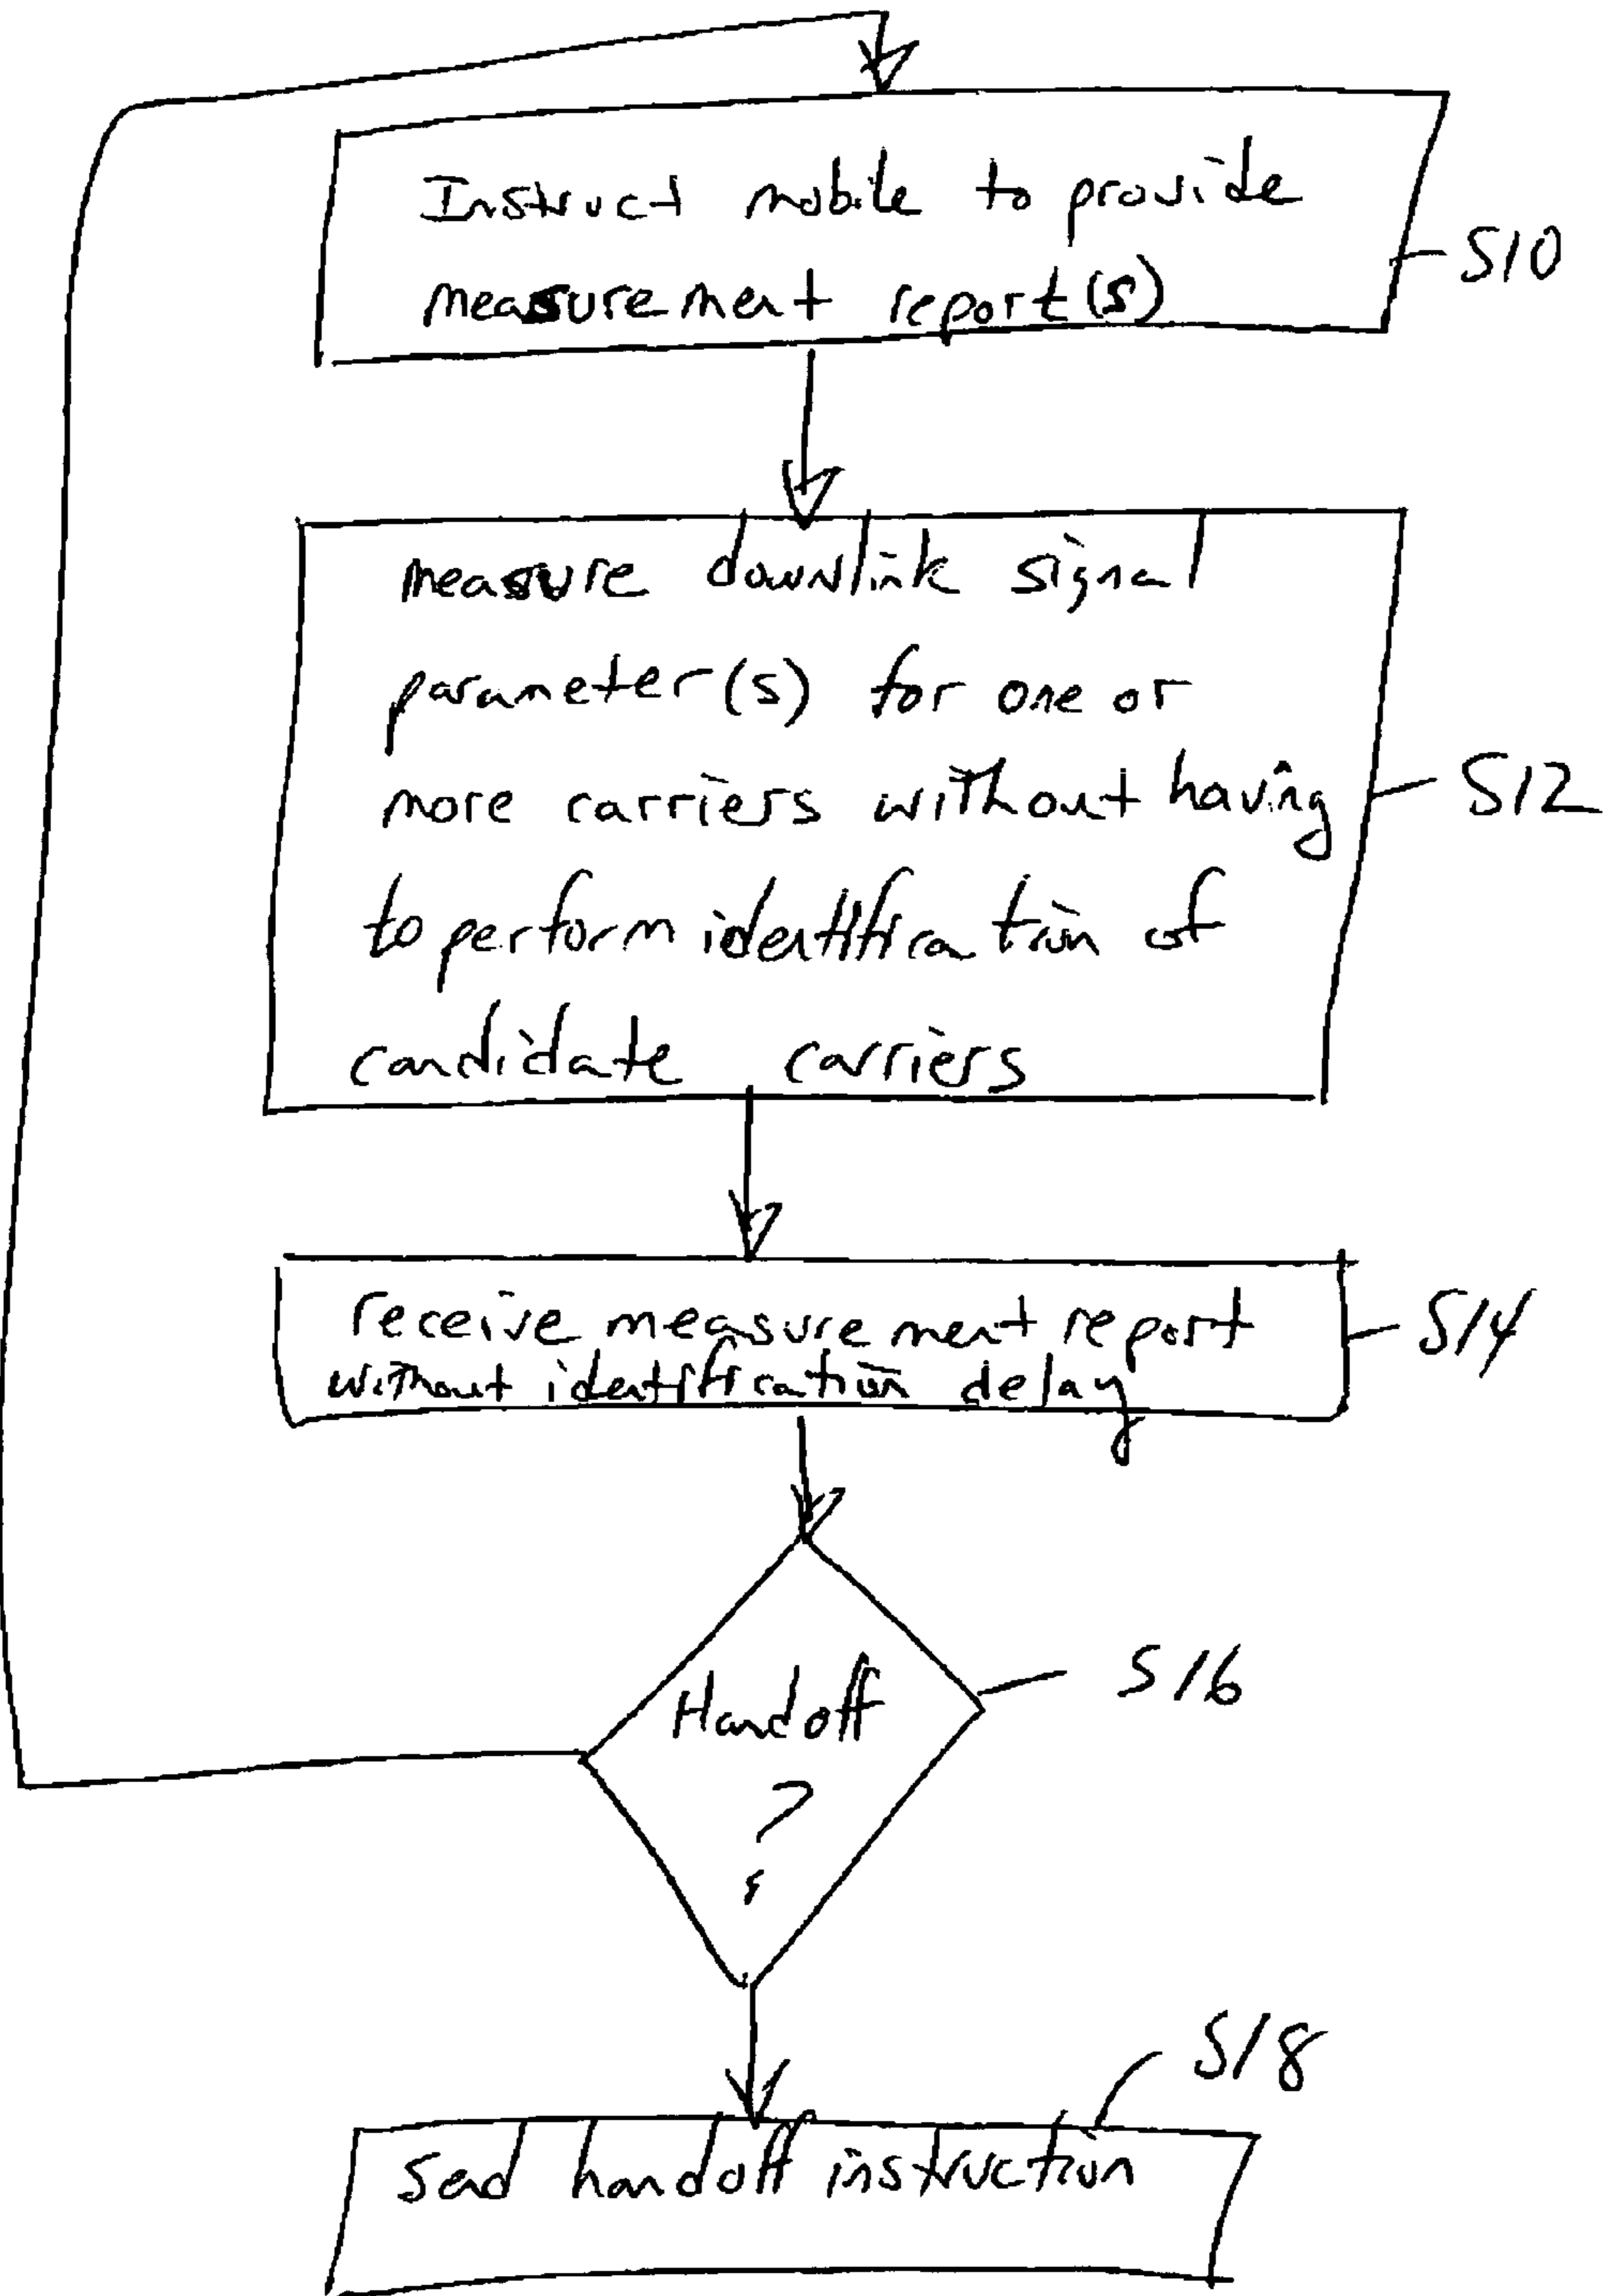 Instruct mobile to provide
measurement report(s)
S10
measure downlink signal
parameter(s) for one or
more carriers without having
to perform identification of
candidate carriers
S12
receive measurement report
without identification delay
S14
Handoff
?
S16
S18
Send handoff instruction